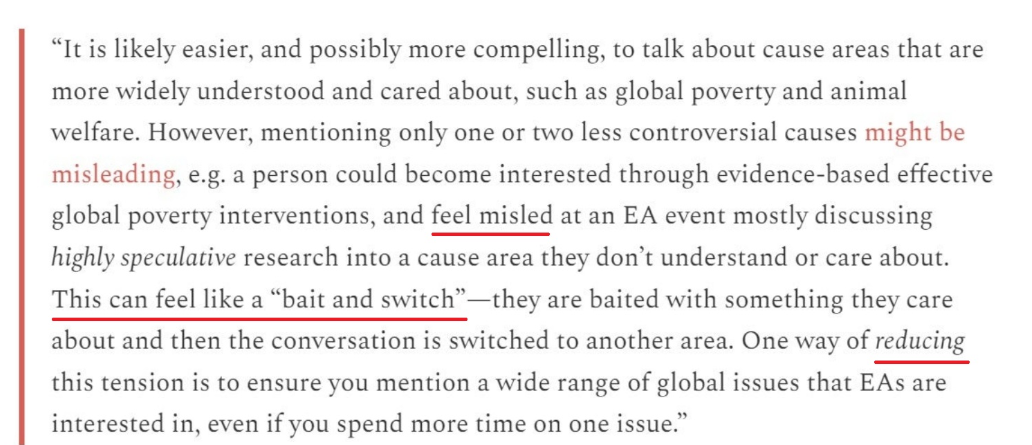 “It is likely easier, and possibly more compelling, to talk about cause areas that are
more widely understood and cared about, such as global poverty and animal
welfare. However, mentioning only one or two less controversial causes might be
misleading, e.g. a person could become interested through evidence-based effective
global poverty interventions, and feel misled at an EA event mostly discussing
highly speculative research into a cause area they don’t understand or care about.
This can feel like a “bait and switch”—they are baited with something they care
about and then the conversation is switched to another area. One way of reducing
this tension is to ensure you mention a wide range of global issues that EAs are
interested in, even if you spend more time on one issue.”